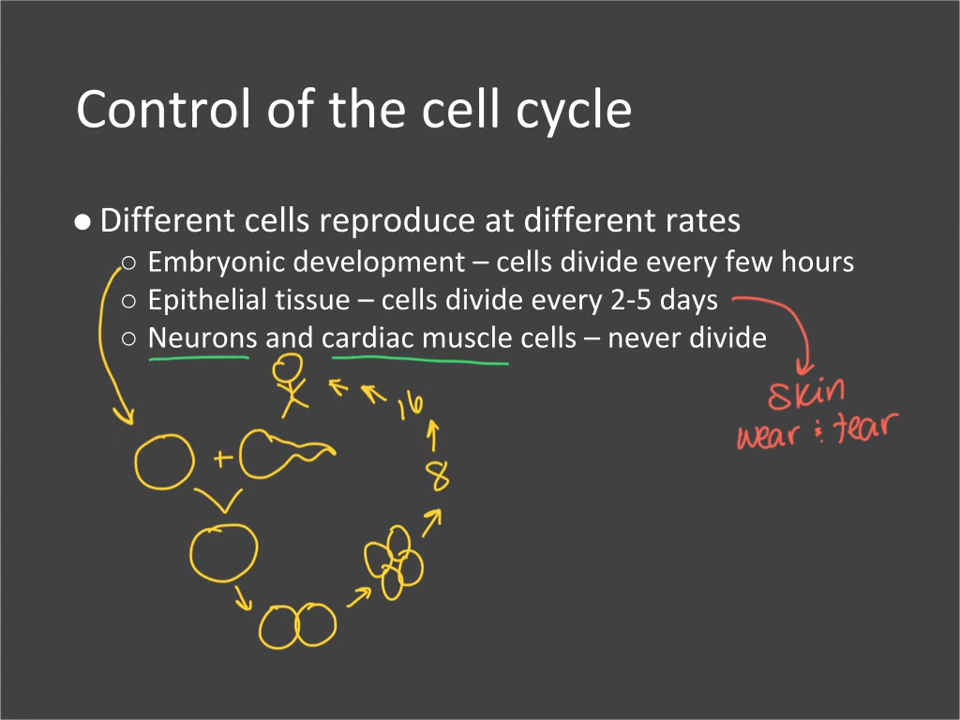 Control of the cell cycle
● Different cells reproduce at different rates
○ Embryonic development – cells divide every few hours
○ Epithelial tissue – cells divide every 2-5 days
○ Neurons and cardiac muscle cells – never divide
skin
wear & tear
16
+
8